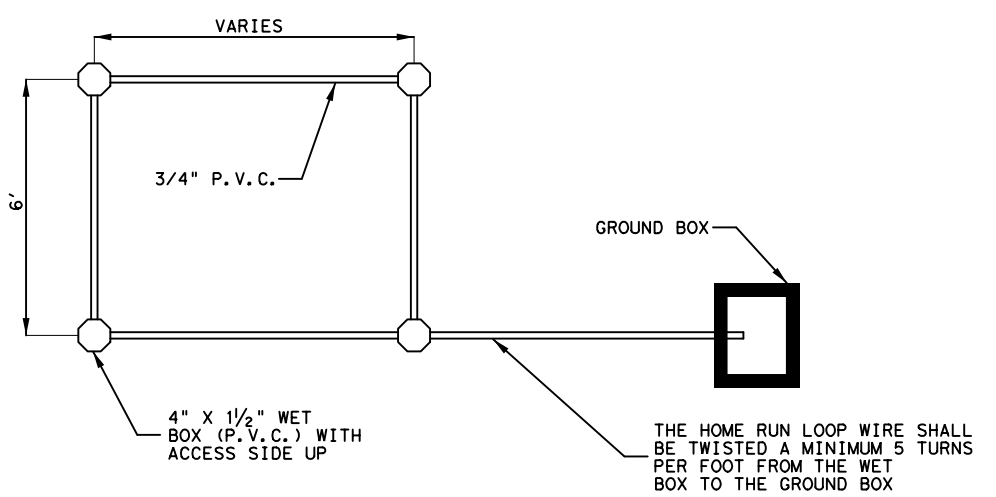 VARIES
3/4" P.V.C.
6'
GROUND BOX
4" X 1½" WET
BOX (P.V.C.) WITH
ACCESS SIDE UP
THE HOME RUN LOOP WIRE SHALL
BE TWISTED A MINIMUM 5 TURNS
PER FOOT FROM THE WET
BOX TO THE GROUND BOX